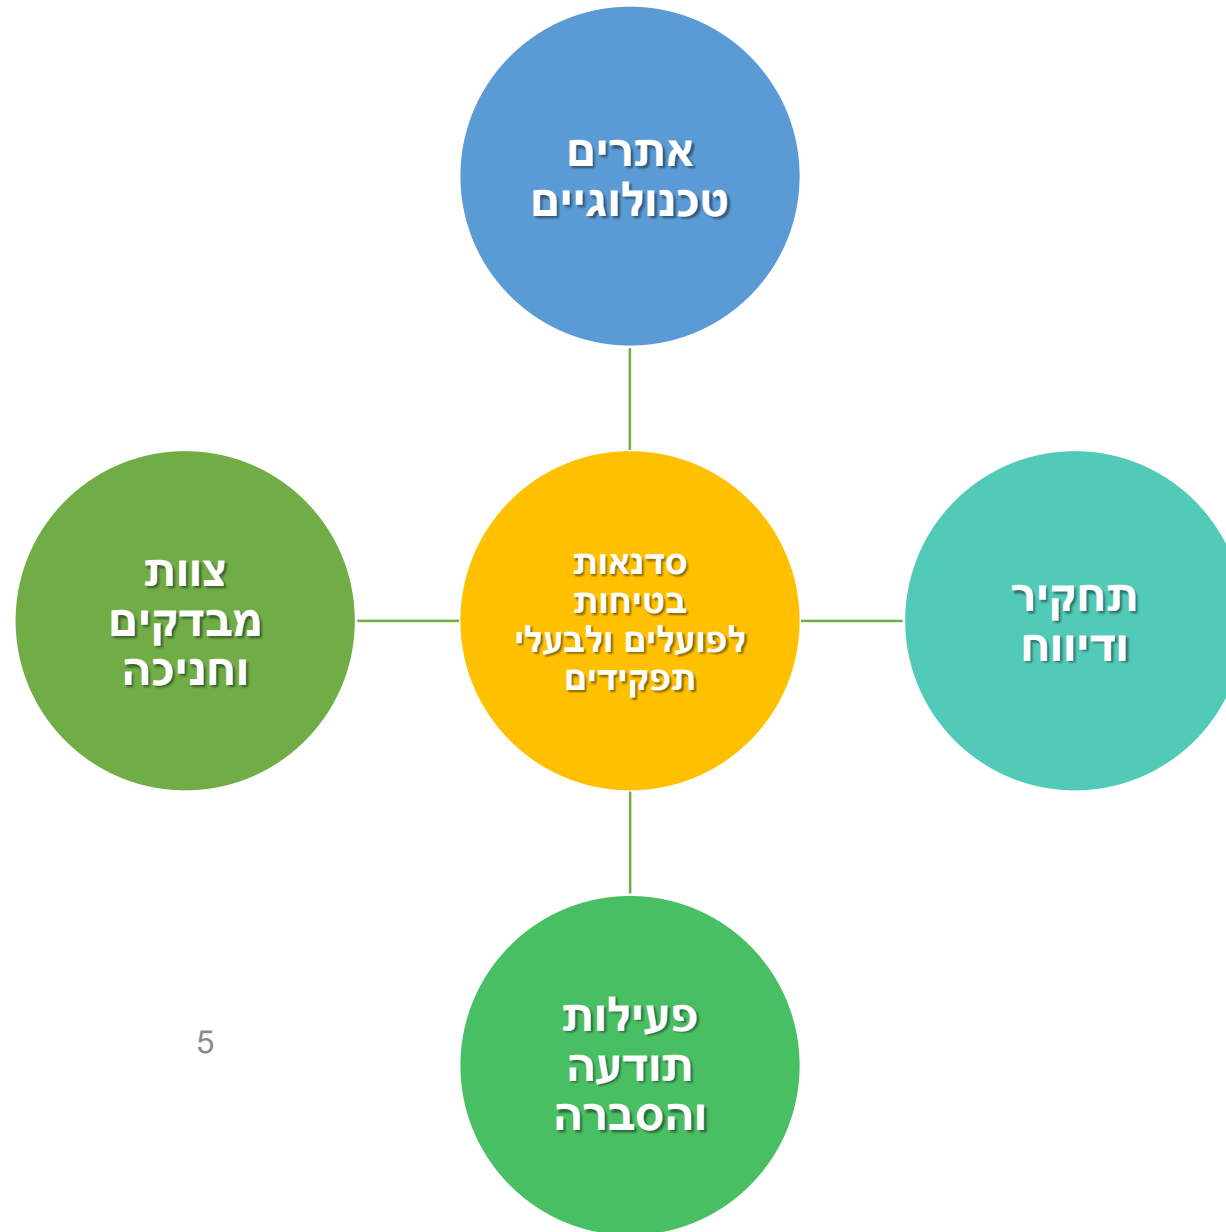 אתרים
טכנולוגיים
תחקיר
ודיווח
סדנאות
בטיחות
לפועלים ולבעלי
תפקידים
צוות
מבדקים
וחניכה
פעילות
תודעה
והסברה
5